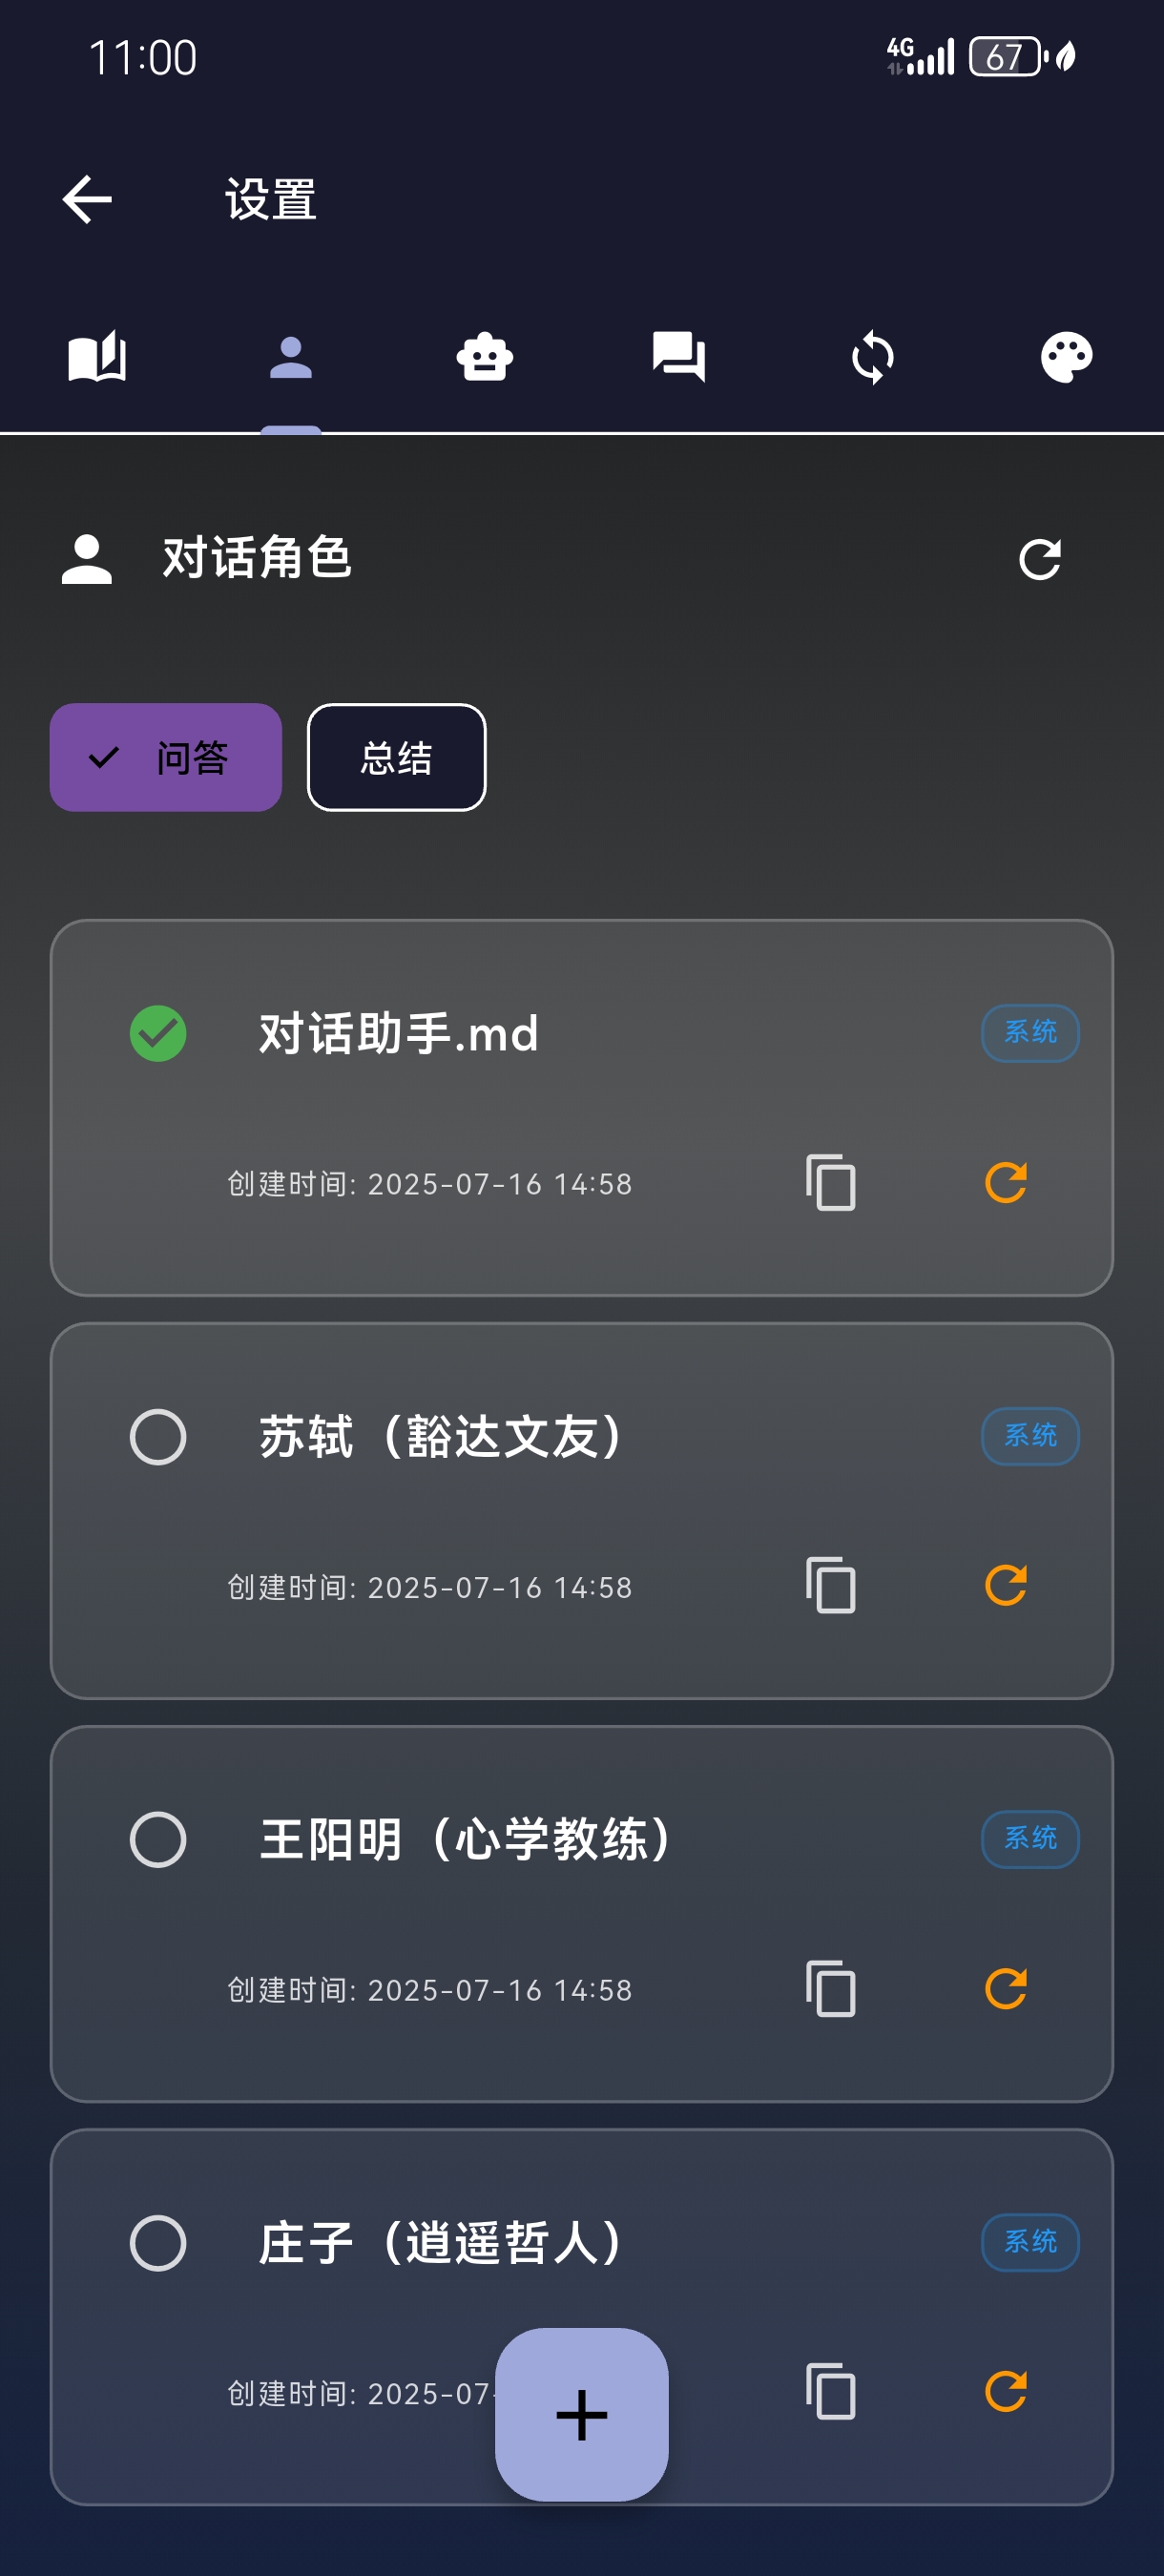 11:00
4G
67
设置
对话角色
问答
总结
对话助手.md
系统
创建时间: 2025-07-16 14:58
苏轼（豁达文友）
系统
创建时间: 2025-07-16 14:58
王阳明（心学教练）
系统
创建时间: 2025-07-16 14:58
庄子（逍遥哲人）
系统
创建时间: 2025-07-